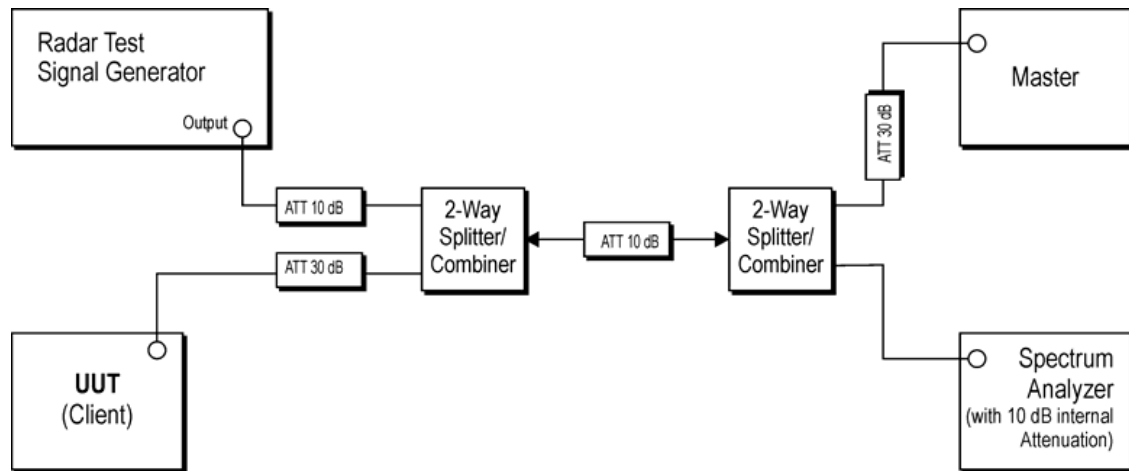 Radar Test
Signal Generator
Output
ATT 10 dB
ATT 30 dB
UUT
(Client)
2-Way
Splitter/
Combiner
ATT 10 dB
2-Way
Splitter/
Combiner
ATT 30 dB
Master
Spectrum
Analyzer
(with 10 dB internal
Attenuation)